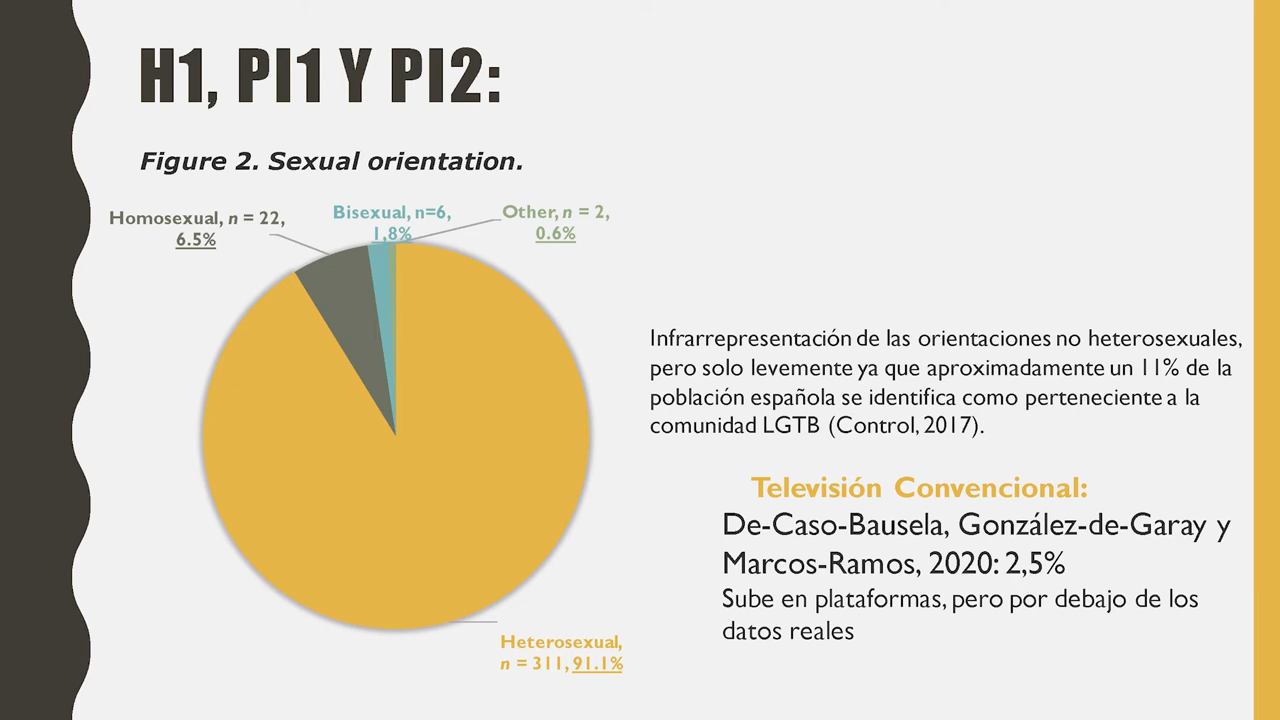 H1, PI1 Y PI2:
Figure 2. Sexual orientation.
Homosexual, n = 22,
6.5%
Bisexual, n=6,
1,8%
Other, n = 2,
0.6%
Heterosexual,
n = 311, 91.1%
Infrarrepresentación de las orientaciones no heterosexuales,
pero solo levemente ya que aproximadamente un 11% de la
población española se identifica como perteneciente a la
comunidad LGTB (Control, 2017).
Televisión Convencional:
De-Caso-Bausela, González-de-Garay y
Marcos-Ramos, 2020: 2,5%
Sube en plataformas, pero por debajo de los
datos reales